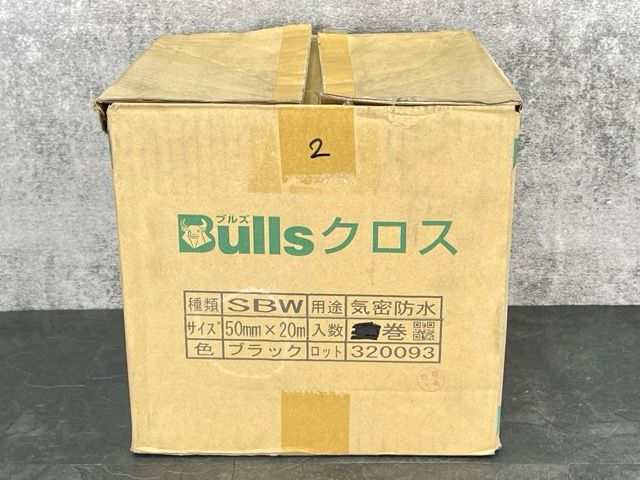 2
ブルズ
Bullsクロス
種類 SBW 用途 気密防水
サイズ 50mm×20m 入数 巻
色 ブラック ロット 320093